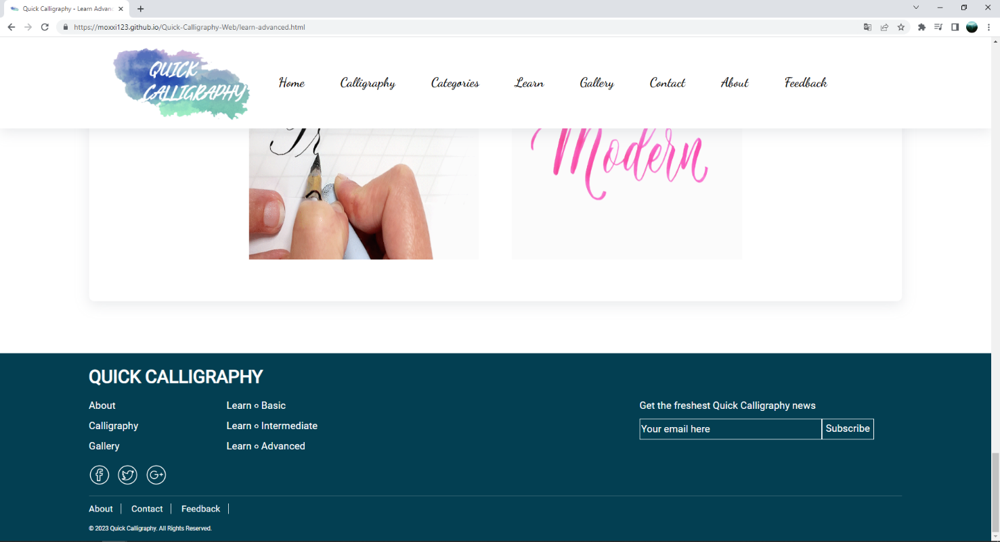 Quick Calligraphy - Learn Advanc
https://moxxi123.github.io/Quick-Calligraphy-Web/learn-advanced.html
QUICK
CALLIGRAPHY
Home Calligraphy Categories Learn Gallery Contact About Feedback
Modern
QUICK CALLIGRAPHY
About Learn ○ Basic Get the freshest Quick Calligraphy news
Calligraphy Learn ○ Intermediate Your email here Subscribe
Gallery Learn ○ Advanced
G+
About | Contact | Feedback |
© 2023 Quick Calligraphy. All Rights Reserved.